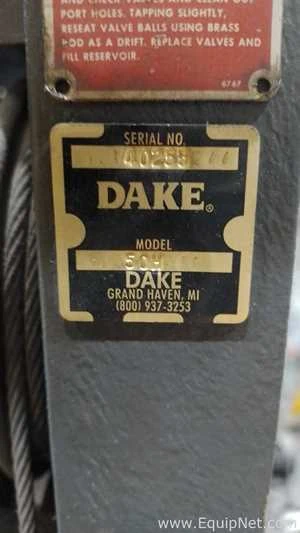 AND CHECK VALVES AND CLEAN OUT
PORT HOLES. TAPPING SLIGHTLY,
RESEAT VALVE BALLS USING BRASS
ROD AS A DRIFT. REPLACE VALVES AND
FILL RESERVOIR.
6767
SERIAL NO.
DAKE®
MODEL
50H
DAKE
GRAND HAVEN, MI
(800) 937-3253
www.EquipNet.com